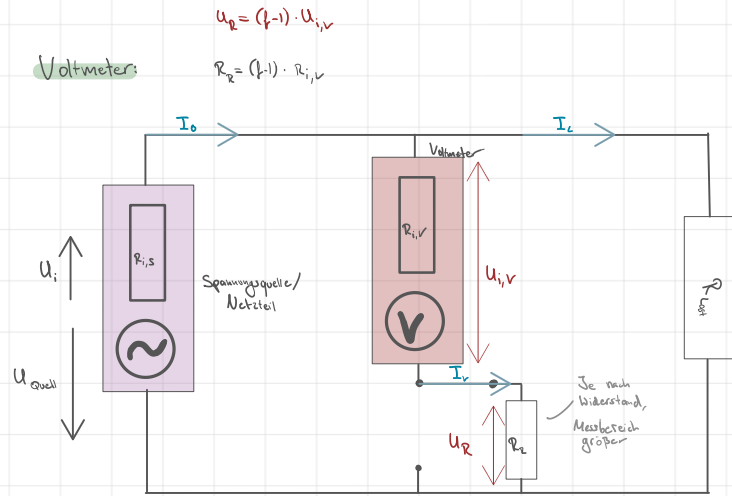 U_R = (f-1) · U_i,v
Voltmeter:
R_R = (f-1) · R_i,v
I_0
I_L
Voltmeter
R_i,s
R_i,v
U_i
Spannungsquelle/
Netzteil
U_i,v
R_Last
V
U_Quell
I_v
Je nach
Widerstand,
Messbereich
größer
U_R
R_R